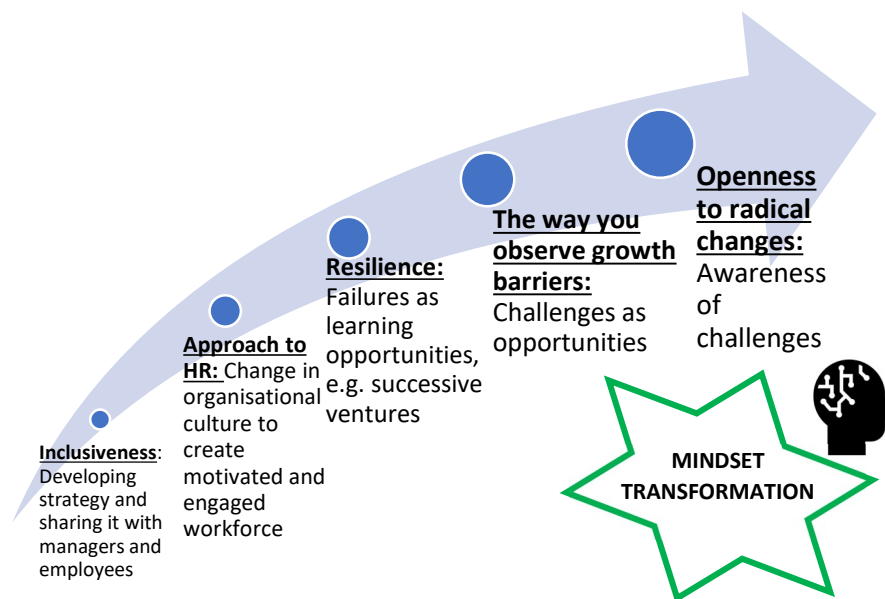 Inclusiveness:
Developing
strategy and
sharing it with
managers and
employees
Approach to
HR: Change in
organisational
culture to
create
motivated and
engaged
workforce
Resilience:
Failures as
learning
opportunities,
e.g. successive
ventures
The way you
observe growth
barriers:
Challenges as
opportunities
Openness
to radical
changes:
Awareness
of
challenges
MINDSET
TRANSFORMATION